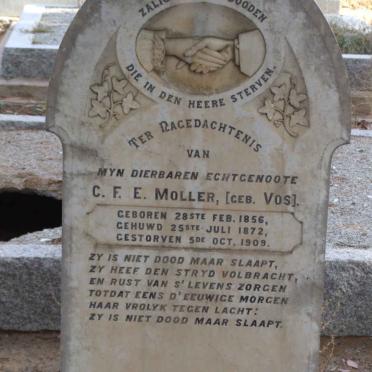 ZALIG ZYN DE DOODEN
DIE IN DEN HEERE STERVEN.
TER NAGEDACHTENIS
VAN
MYN DIERBAREN ECHTGENOOTE
C. F. E. MOLLER, [GEB. VOS].
GEBOREN 28STE FEB. 1856,
GEHUWD 25STE JULI 1872,
GESTORVEN 5DE OCT. 1909.
ZY IS NIET DOOD MAAR SLAAPT,
ZY HEEF DEN STRYD VOLBRACHT,
EN RUST VAN S'LEVENS ZORGEN
TOTDAT EENS D'EEUWIGE MORGEN
HAAR VROLYK TEGEN LACHT:
ZY IS NIET DOOD MAAR SLAAPT.